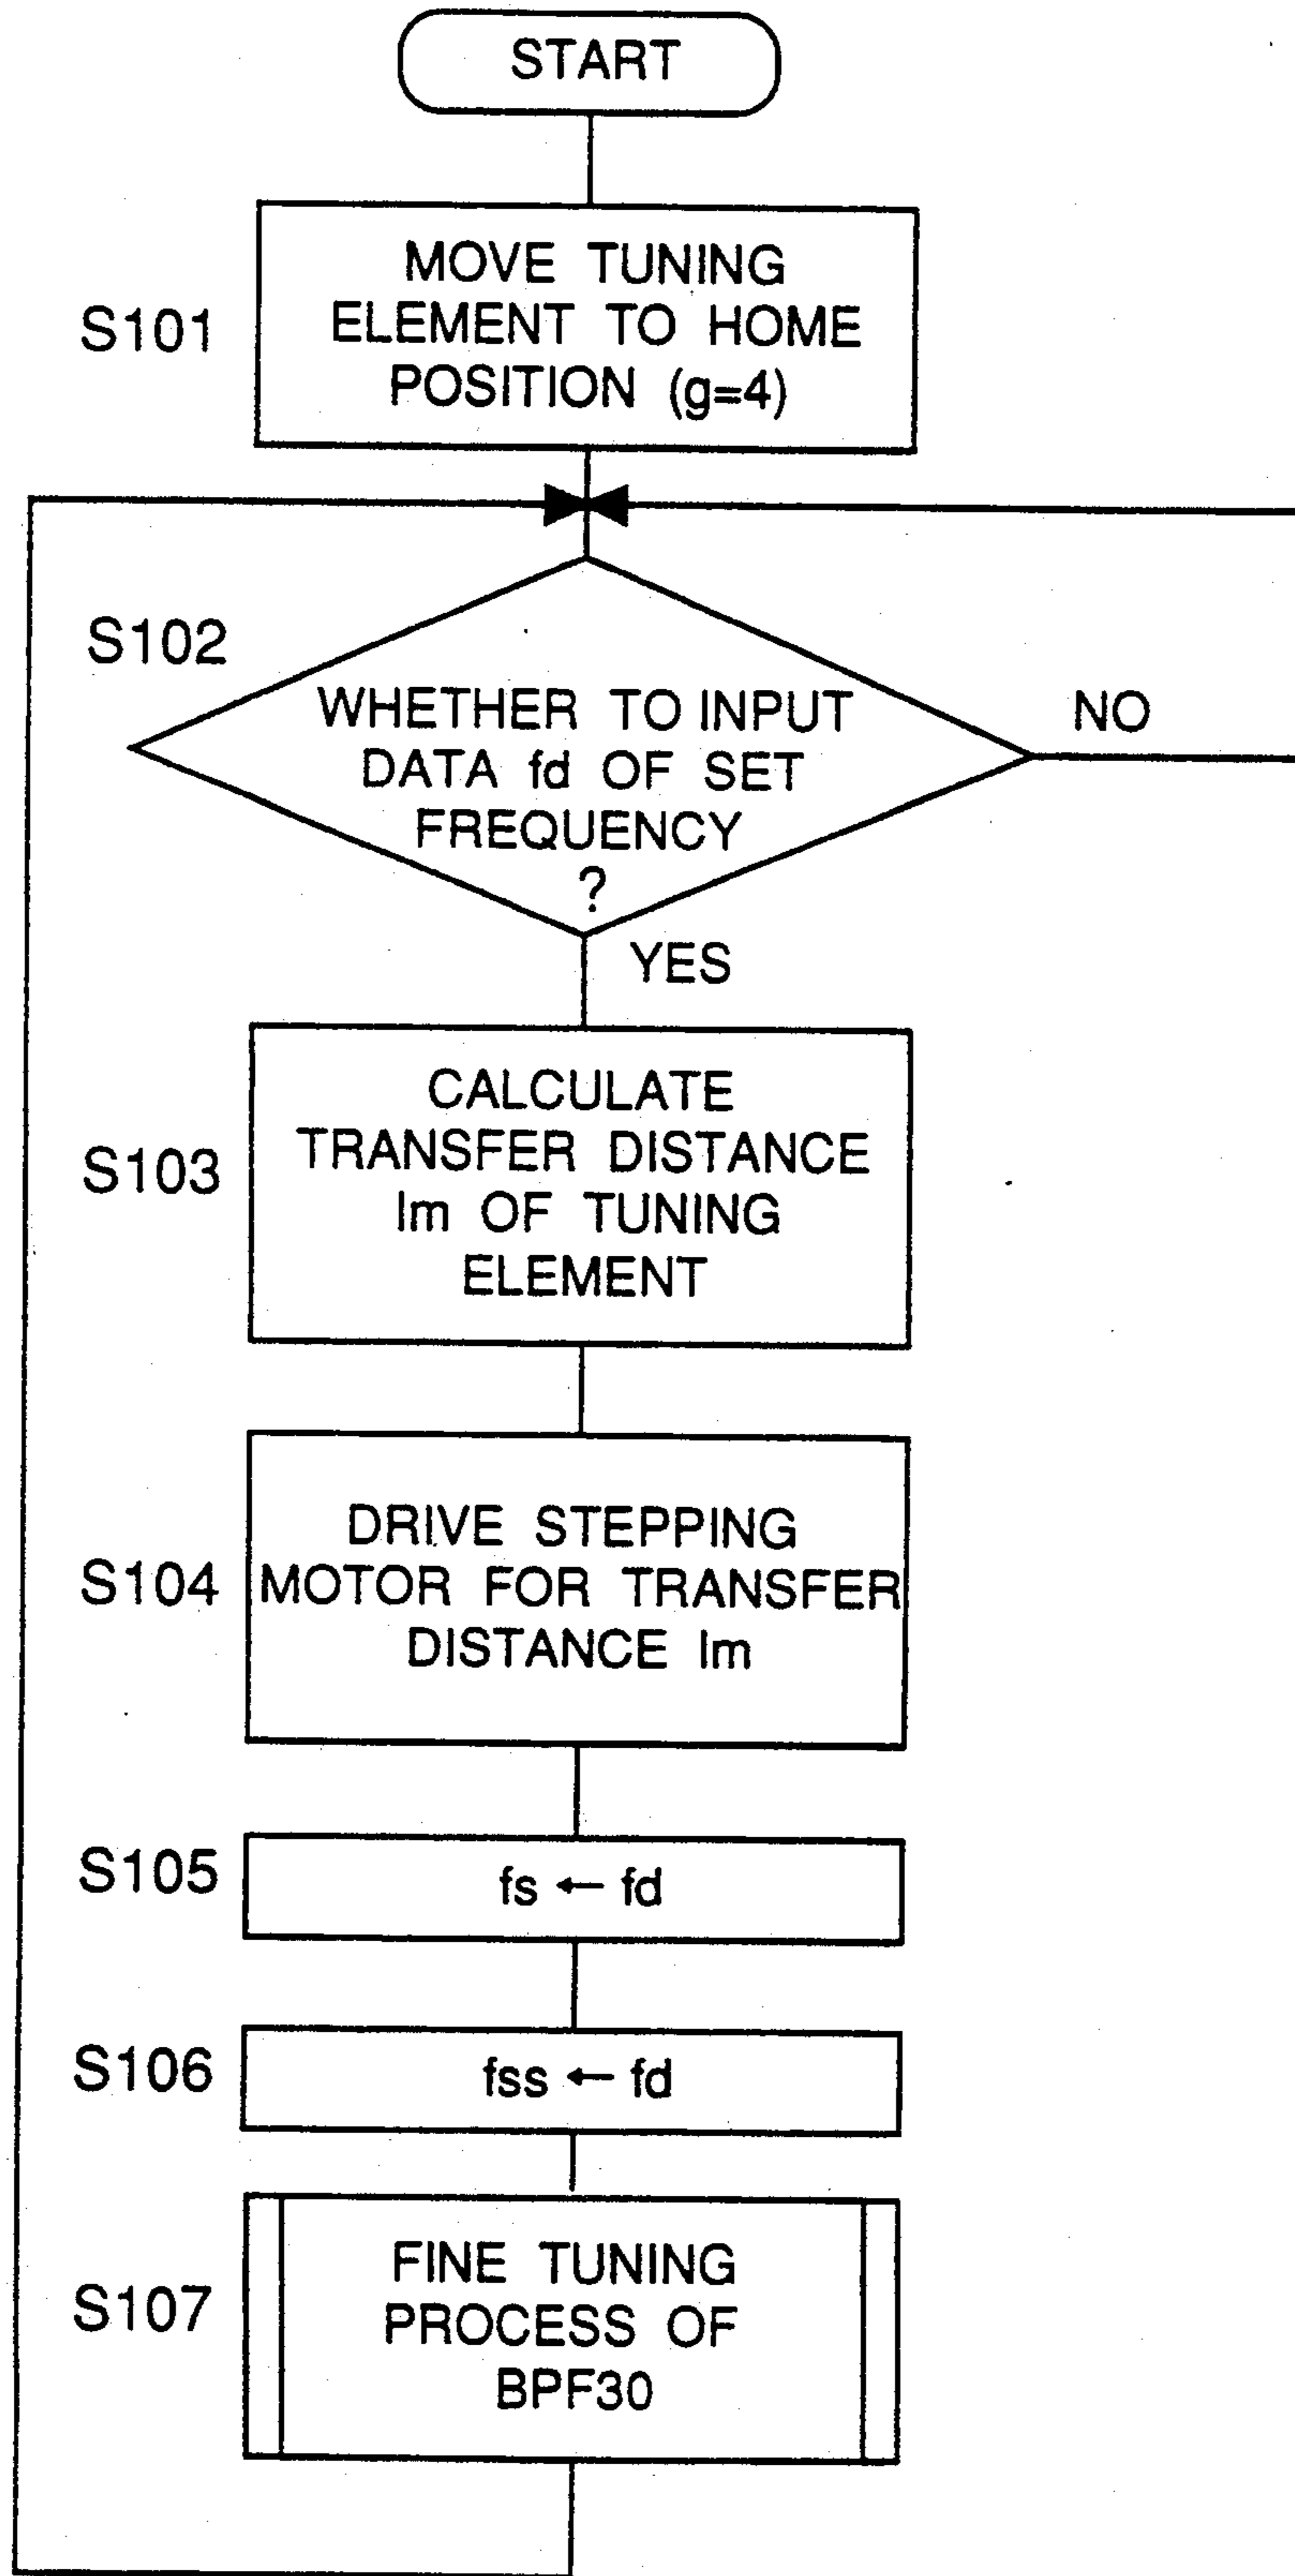 START
S101
MOVE TUNING
ELEMENT TO HOME
POSITION (g=4)
S102
WHETHER TO INPUT
DATA fd OF SET
FREQUENCY
?
NO
YES
S103
CALCULATE
TRANSFER DISTANCE
lm OF TUNING
ELEMENT
S104
DRIVE STEPPING
MOTOR FOR TRANSFER
DISTANCE lm
S105
fs ← fd
S106
fss ← fd
S107
FINE TUNING
PROCESS OF
BPF30